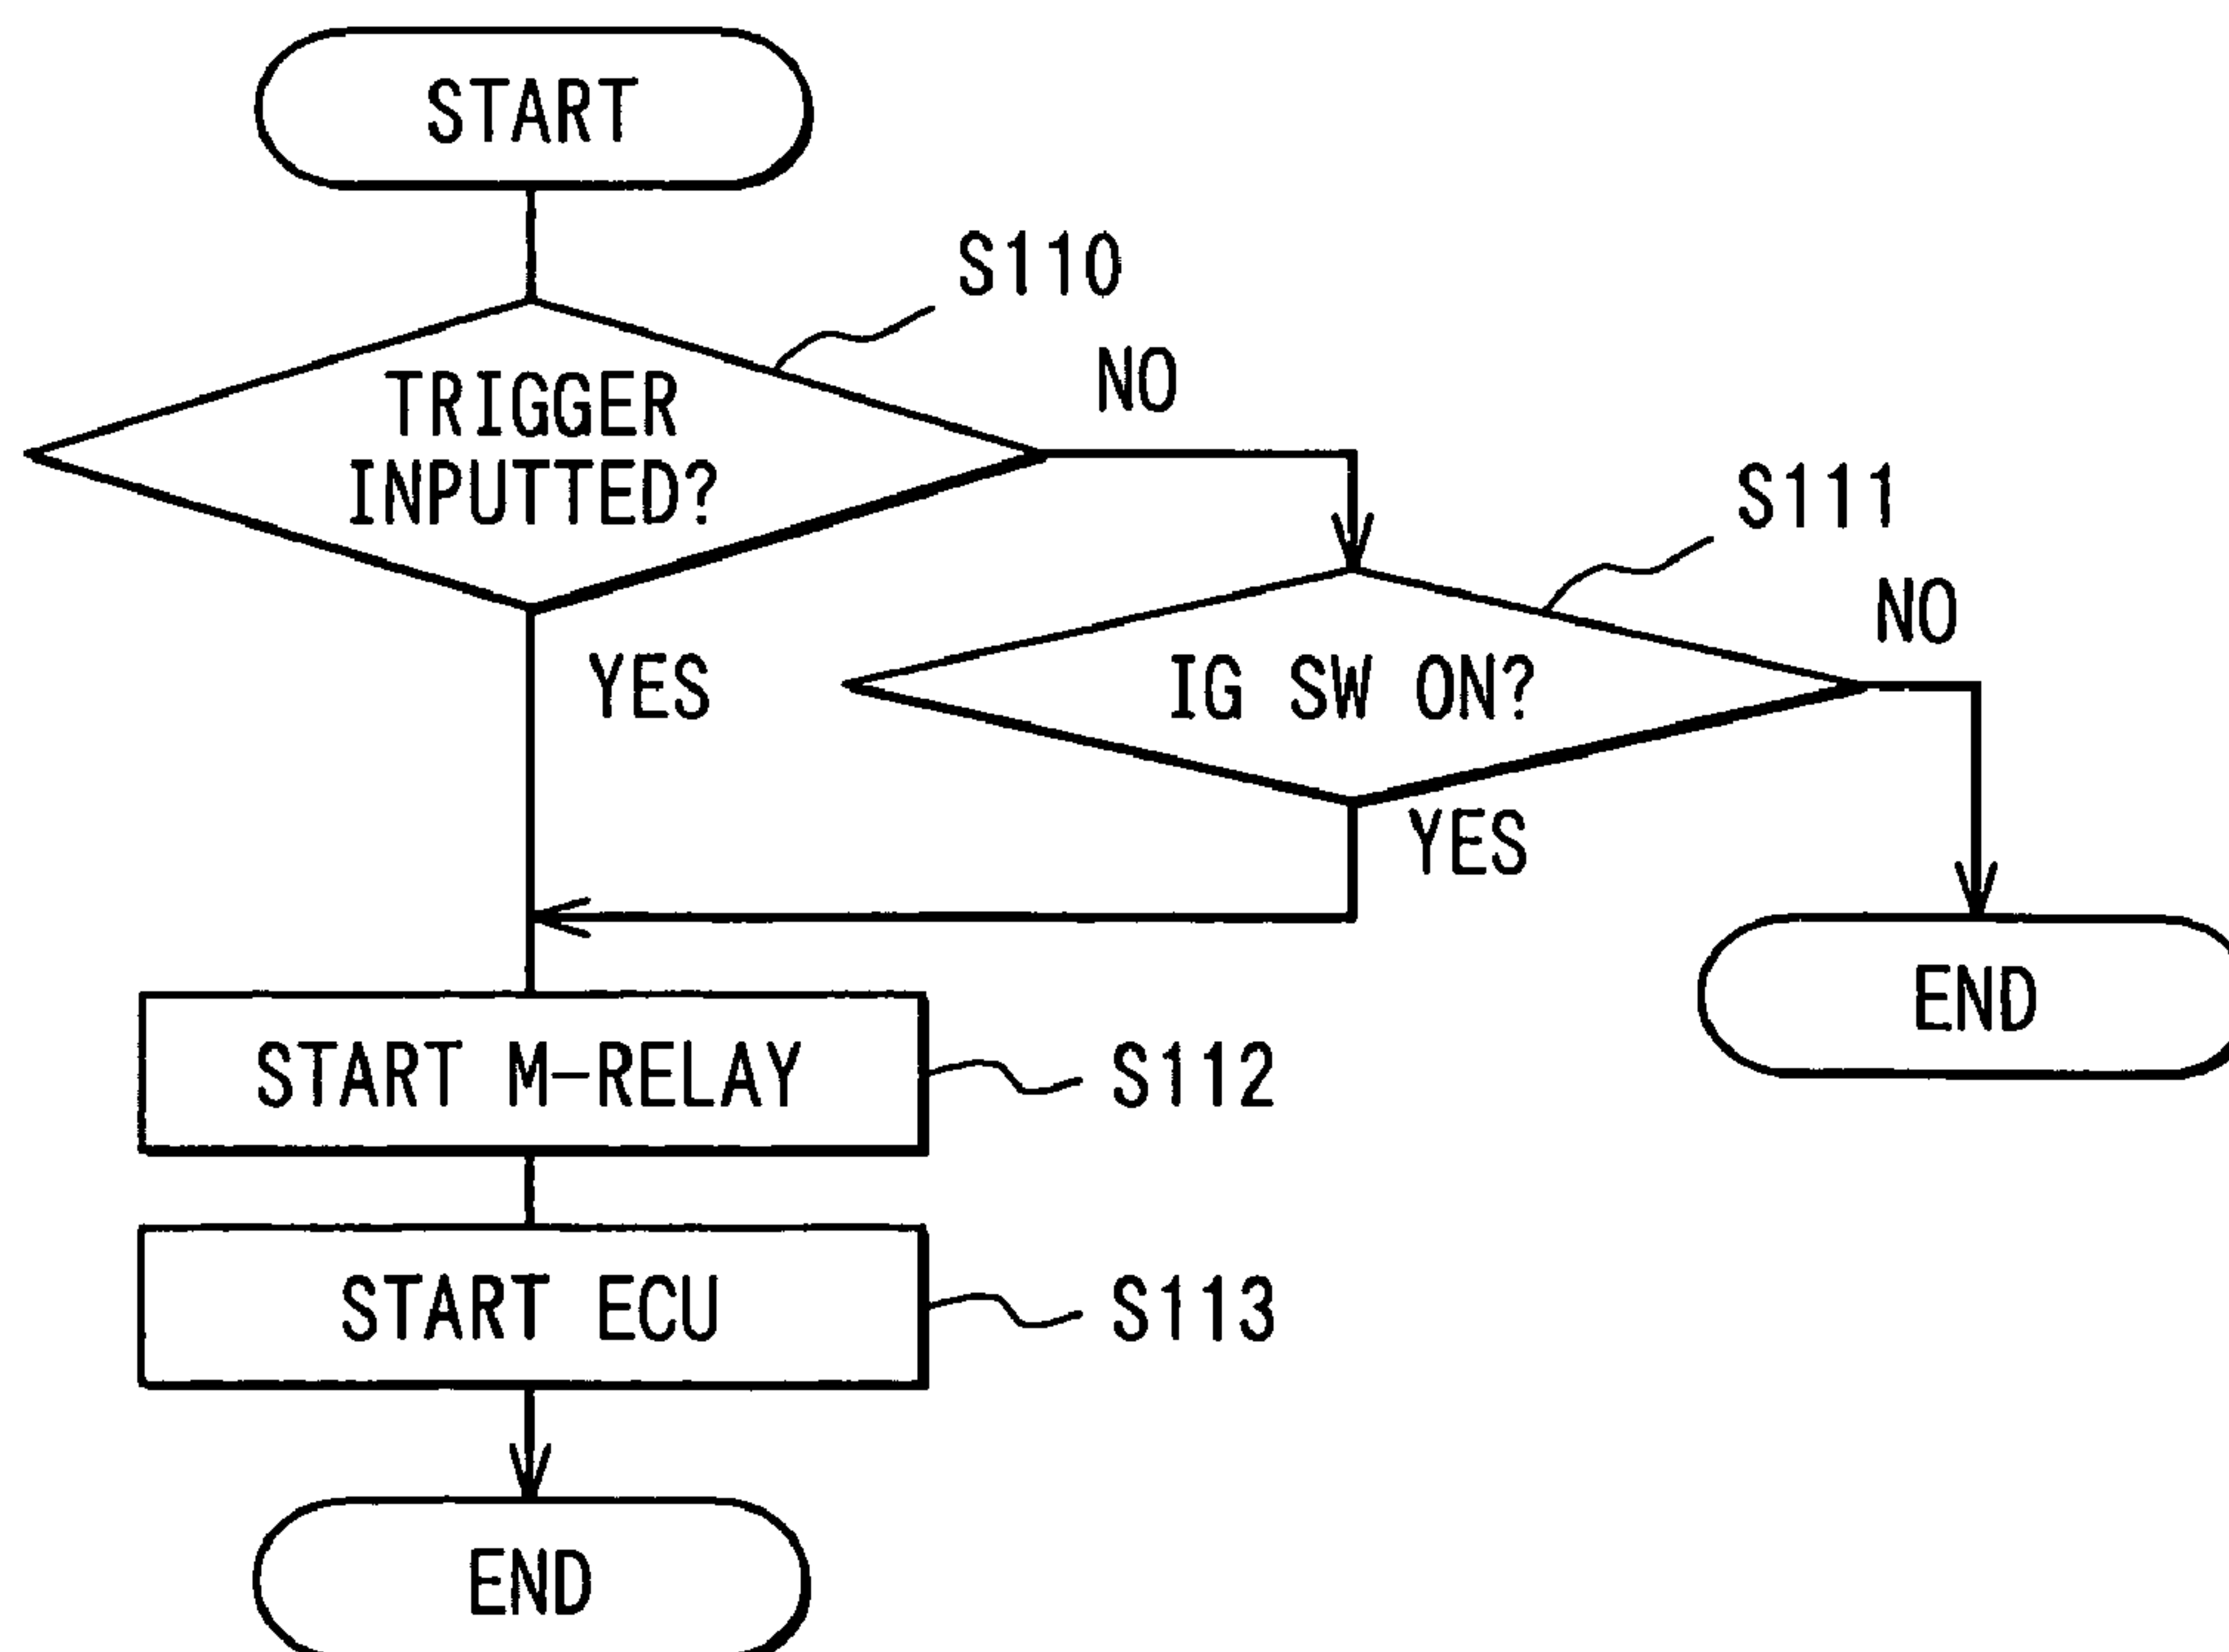 START
S110
TRIGGER
INPUTTED?
NO
YES
S111
IG SW ON?
NO
YES
END
START M-RELAY
S112
START ECU
S113
END